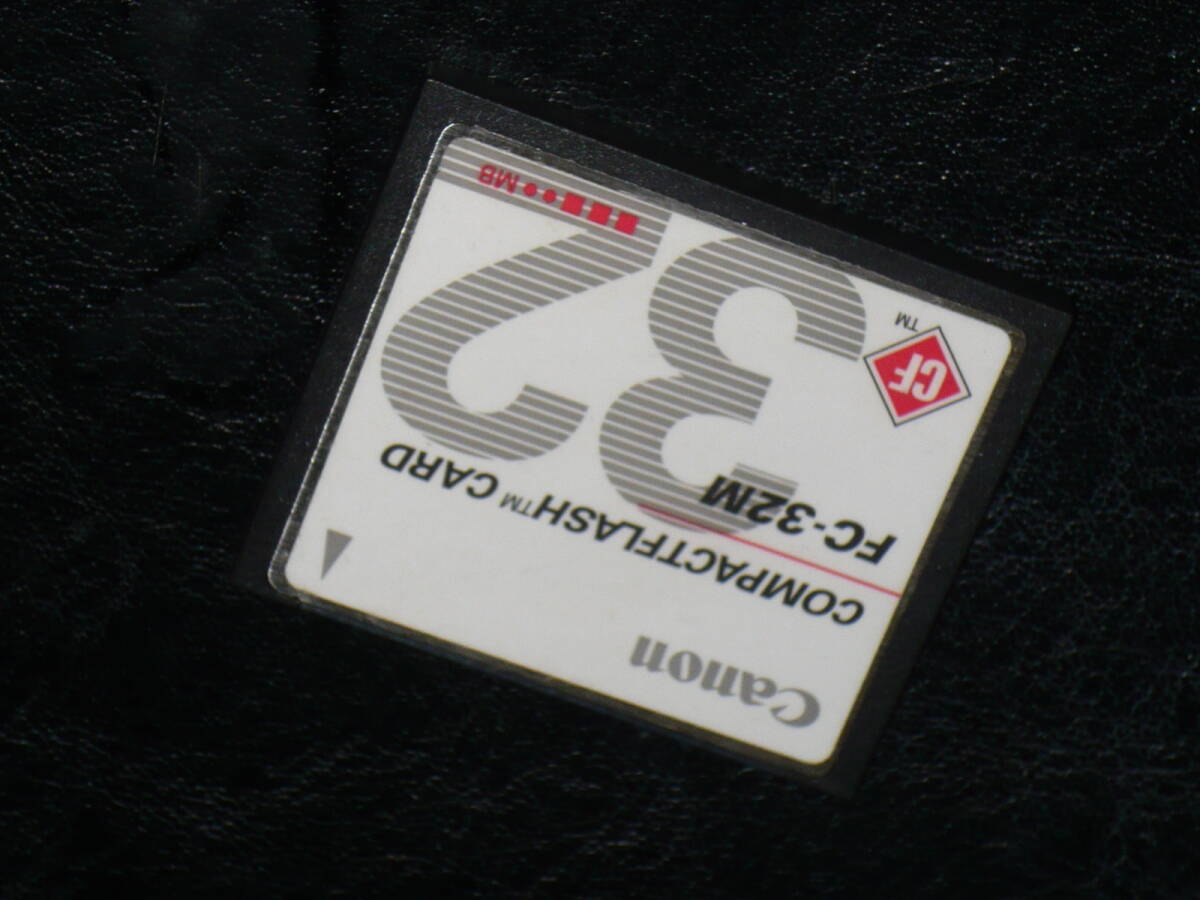 Canon
COMPACTFLASH™ CARD
FC-32M
CF ™
32
MB